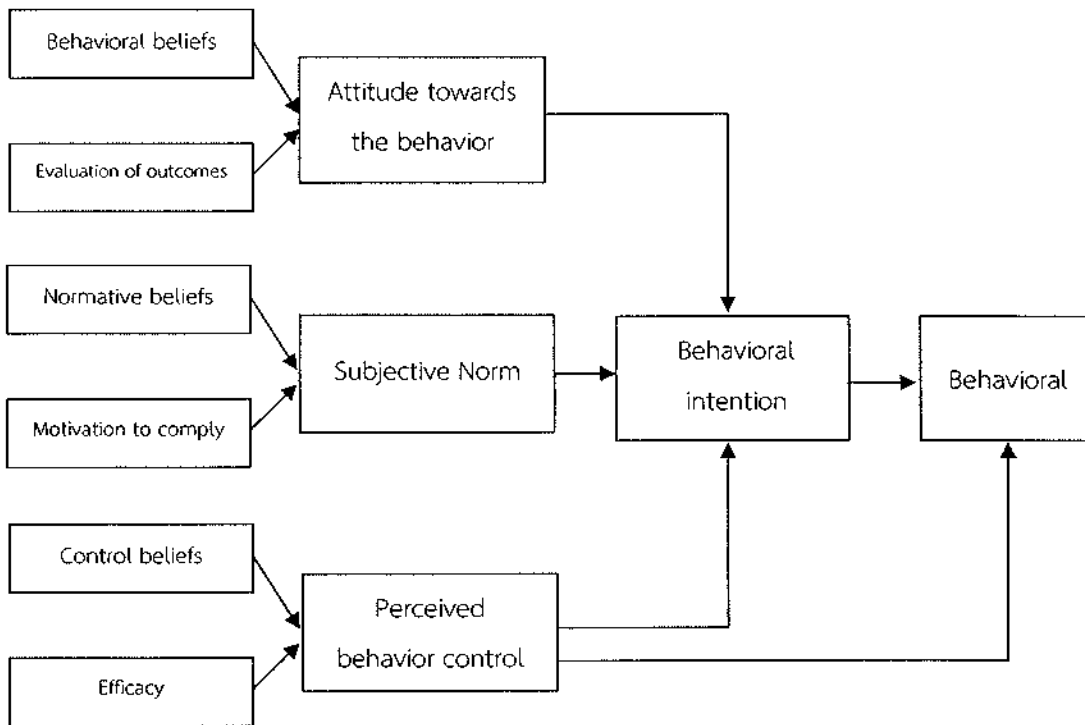 Behavioral beliefs
Evaluation of outcomes
Attitude towards
the behavior
Normative beliefs
Motivation to comply
Subjective Norm
Behavioral
intention
Behavioral
Control beliefs
Efficacy
Perceived
behavior control